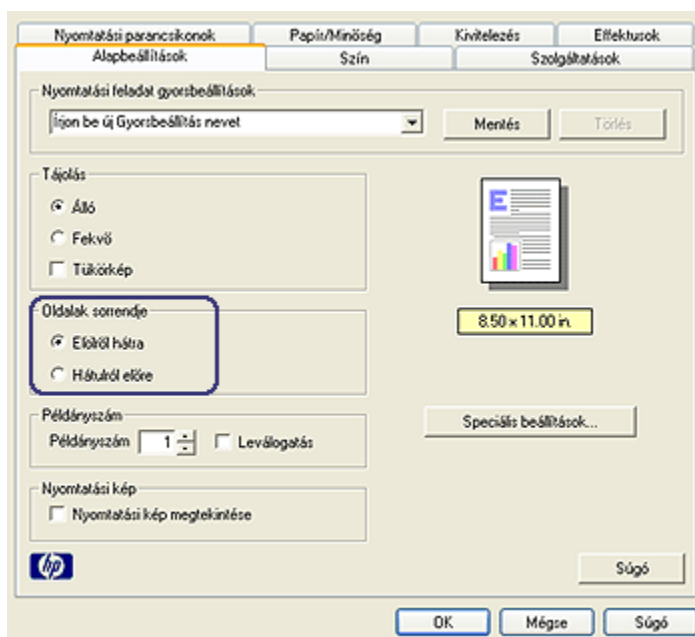 Nyomtatási parancsikonok Papír/Minőség Kivitelezés Effektusok
Alapbeállítások Szín Szolgáltatások
Nyomtatási feladat gyorsbeállítások
Írjon be új Gyorsbeállítás nevet Mentés Törlés
Tájolás
Álló
Fekvő
Tükörkép
E
Oldalak sorrendje
8.50 × 11.00 in.
Elölről hátra
Hátulról előre
Példányszám
Példányszám 1 Leválogatás
Speciális beállítások...
Nyomtatási kép
Nyomtatási kép megtekintése
hp Súgó
OK Mégse Súgó